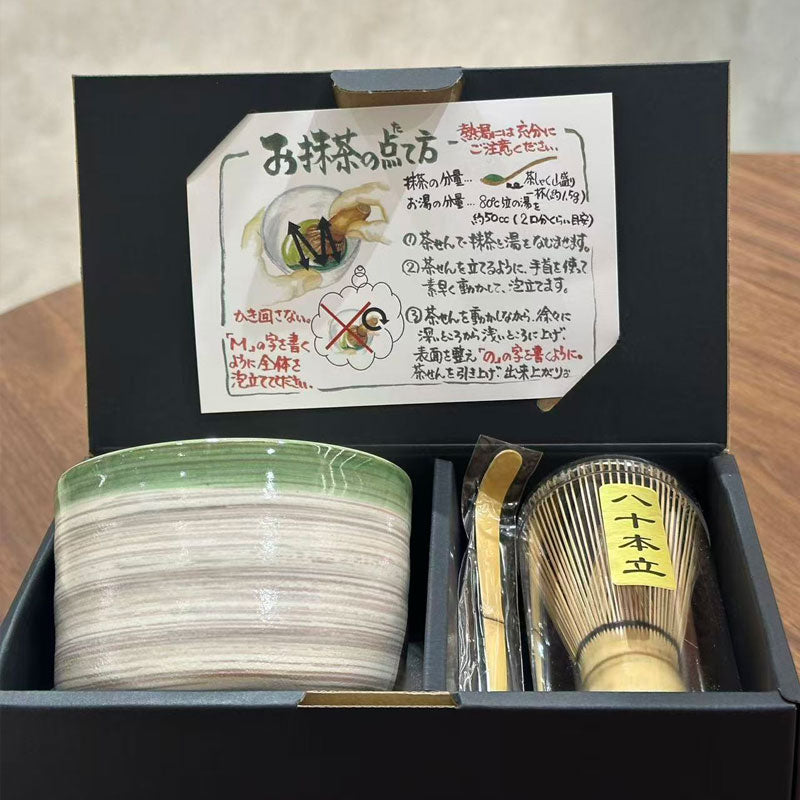 お抹茶の点て方
た
熱湯には充分に
ご注意ください。
抹茶の分量… 茶しゃく山盛り
一杯(約1.5g)
お湯の分量… 80℃位の湯を
約50cc(2口分くらい目安)
①茶せんで抹茶と湯をなじませます。
②茶せんを立てるように、手首を使って
素早く動かして、泡立てます。
③茶せんを動かしながら、徐々に
深いところから浅いところに上げ、
表面を整え「の」の字を書くように。
茶せんを引き上げ、出来上がり
ひき回さない。
「M」の字を書く
ように全体を
泡立てて下さい。
八十本立